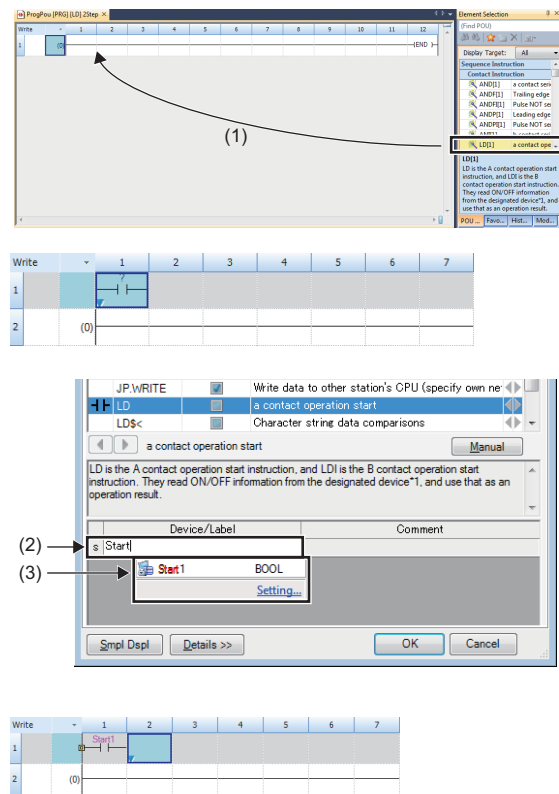 ProgPou [PRG] [LD] 2Step ×
Write 1 2 3 4 5 6 7 8 9 10 11 12
1 (0) END
(1)
Element Selection
(Find POU)
Display Target: All
Sequence Instruction
Contact Instruction
AND[1] a contact seri
ANDF[1] Trailing edge
ANDFI[1] Pulse NOT se
ANDP[1] Leading edge
ANDPI[1] Pulse NOT se
LD[1] a contact ope
LD[1]
LD is the A contact operation start
instruction, and LDI is the B
contact operation start instruction.
They read ON/OFF information
from the designated device*1, and
use that as an operation result.
POU ... Favo... Hist... Mod...
Write 1 2 3 4 5 6 7
1 ?
2 (0)
JP.WRITE Write data to other station's CPU (specify own ne
LD a contact operation start
LD$< Character string data comparisons
a contact operation start Manual
LD is the A contact operation start instruction, and LDI is the B contact operation start
instruction. They read ON/OFF information from the designated device*1, and use that as an
operation result.
Device/Label Comment
(2) s Start
(3) Start1 BOOL
Setting...
Smpl Dspl Details >> OK Cancel
Write 1 2 3 4 5 6 7
1 Start1
2 (0)